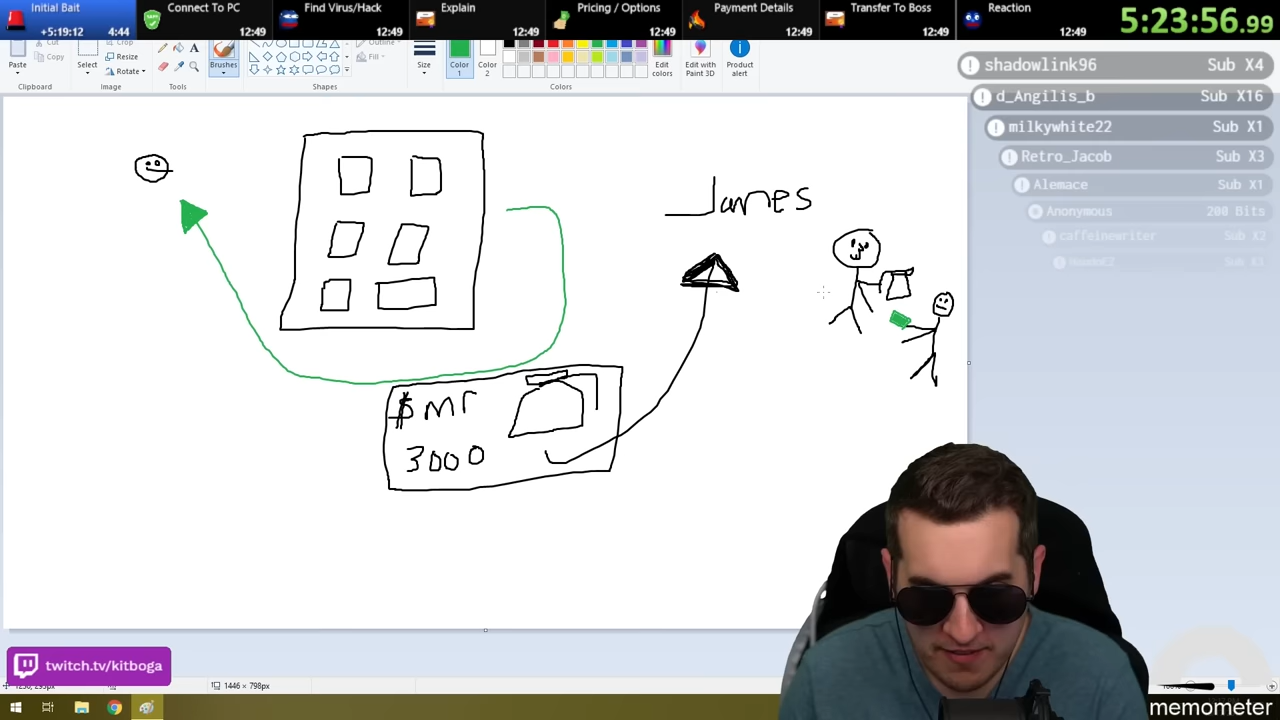 Initial Bait
+5:19:12 4:44
Connect To PC
12:49
Find Virus/Hack
12:49
Explain
12:49
Pricing / Options
12:49
Payment Details
12:49
Transfer To Boss
12:49
Reaction
12:49
5:23:56.99
Paste
Cut
Copy
Clipboard
Select
Crop
Resize
Rotate
Image
Tools
Brushes
Shapes
Outline
Fill
Size
Color 1
Color 2
Colors
Edit colors
Edit with Paint 3D
Product alert
shadowlink96 Sub X4
d_Angilis_b Sub X16
milkywhite22 Sub X1
Retro_Jacob Sub X3
Alemace Sub X1
Anonymous 200 Bits
caffeinewriter Sub X2
James
$mr
3000
twitch.tv/kitboga
1446 × 798px
memometer